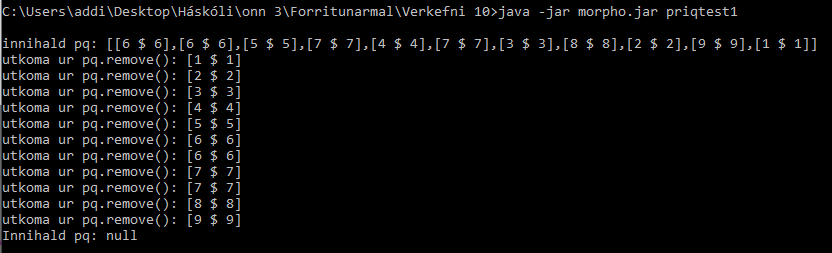 C:\Users\addi\Desktop\Háskóli\onn 3\Forritunarmal\Verkefni 10>java -jar morpho.jar priqtest1
innihald pq: [[6 $ 6],[6 $ 6],[5 $ 5],[7 $ 7],[4 $ 4],[7 $ 7],[3 $ 3],[8 $ 8],[2 $ 2],[9 $ 9],[1 $ 1]]
utkoma ur pq.remove(): [1 $ 1]
utkoma ur pq.remove(): [2 $ 2]
utkoma ur pq.remove(): [3 $ 3]
utkoma ur pq.remove(): [4 $ 4]
utkoma ur pq.remove(): [5 $ 5]
utkoma ur pq.remove(): [6 $ 6]
utkoma ur pq.remove(): [6 $ 6]
utkoma ur pq.remove(): [7 $ 7]
utkoma ur pq.remove(): [7 $ 7]
utkoma ur pq.remove(): [8 $ 8]
utkoma ur pq.remove(): [9 $ 9]
Innihald pq: null